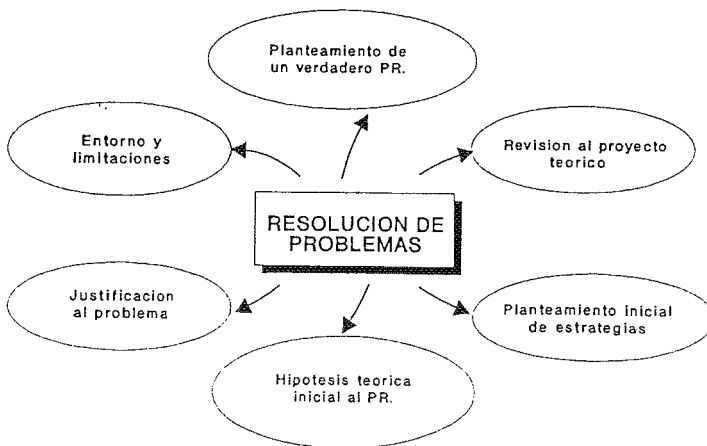 Planteamiento de
un verdadero PR.
Entorno y
limitaciones
Revision al proyecto
teorico
RESOLUCION DE
PROBLEMAS
Justificacion
al problema
Planteamiento inicial
de estrategias
Hipotesis teorica
inicial al PR.